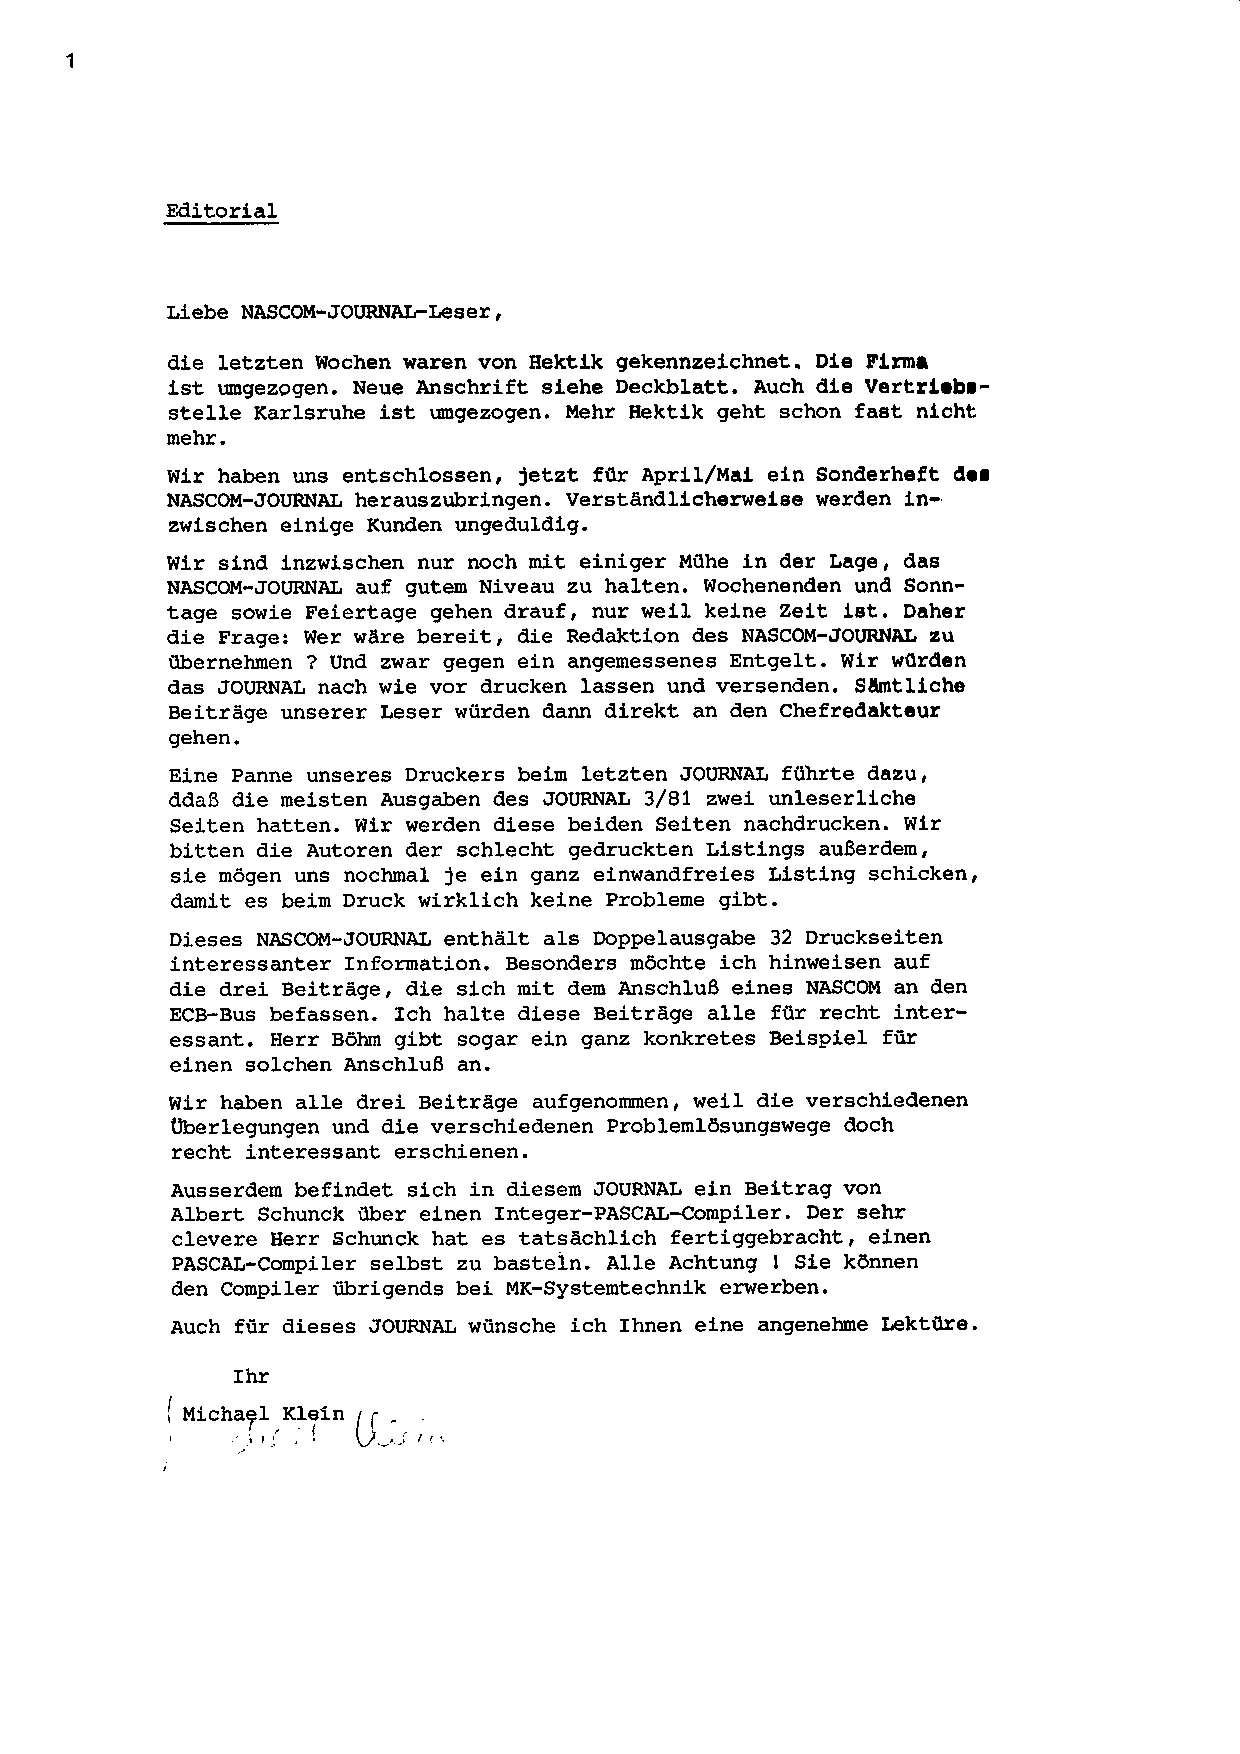 1
Editorial
Liebe NASCOM-JOURNAL-Leser,
die letzten Wochen waren von Hektik gekennzeichnet. Die Firma
ist umgezogen. Neue Anschrift siehe Deckblatt. Auch die Vertriebs-
stelle Karlsruhe ist umgezogen. Mehr Hektik geht schon fast nicht
mehr.
Wir haben uns entschlossen, jetzt für April/Mai ein Sonderheft des
NASCOM-JOURNAL herauszubringen. Verständlicherweise werden in-
zwischen einige Kunden ungeduldig.
Wir sind inzwischen nur noch mit einiger Mühe in der Lage, das
NASCOM-JOURNAL auf gutem Niveau zu halten. Wochenenden und Sonn-
tage sowie Feiertage gehen drauf, nur weil keine Zeit ist. Daher
die Frage: Wer wäre bereit, die Redaktion des NASCOM-JOURNAL zu
übernehmen ? Und zwar gegen ein angemessenes Entgelt. Wir würden
das JOURNAL nach wie vor drucken lassen und versenden. Sämtliche
Beiträge unserer Leser würden dann direkt an den Chefredakteur
gehen.
Eine Panne unseres Druckers beim letzten JOURNAL führte dazu,
ddaß die meisten Ausgaben des JOURNAL 3/81 zwei unleserliche
Seiten hatten. Wir werden diese beiden Seiten nachdrucken. Wir
bitten die Autoren der schlecht gedruckten Listings außerdem,
sie mögen uns nochmal je ein ganz einwandfreies Listing schicken,
damit es beim Druck wirklich keine Probleme gibt.
Dieses NASCOM-JOURNAL enthält als Doppelausgabe 32 Druckseiten
interessanter Information. Besonders möchte ich hinweisen auf
die drei Beiträge, die sich mit dem Anschluß eines NASCOM an den
ECB-Bus befassen. Ich halte diese Beiträge alle für recht inter-
essant. Herr Böhm gibt sogar ein ganz konkretes Beispiel für
einen solchen Anschluß an.
Wir haben alle drei Beiträge aufgenommen, weil die verschiedenen
Überlegungen und die verschiedenen Problemlösungswege doch
recht interessant erschienen.
Ausserdem befindet sich in diesem JOURNAL ein Beitrag von
Albert Schunck über einen Integer-PASCAL-Compiler. Der sehr
clevere Herr Schunck hat es tatsächlich fertiggebracht, einen
PASCAL-Compiler selbst zu basteln. Alle Achtung ! Sie können
den Compiler übrigends bei MK-Systemtechnik erwerben.
Auch für dieses JOURNAL wünsche ich Ihnen eine angenehme Lektüre.
Ihr
Michael Klein